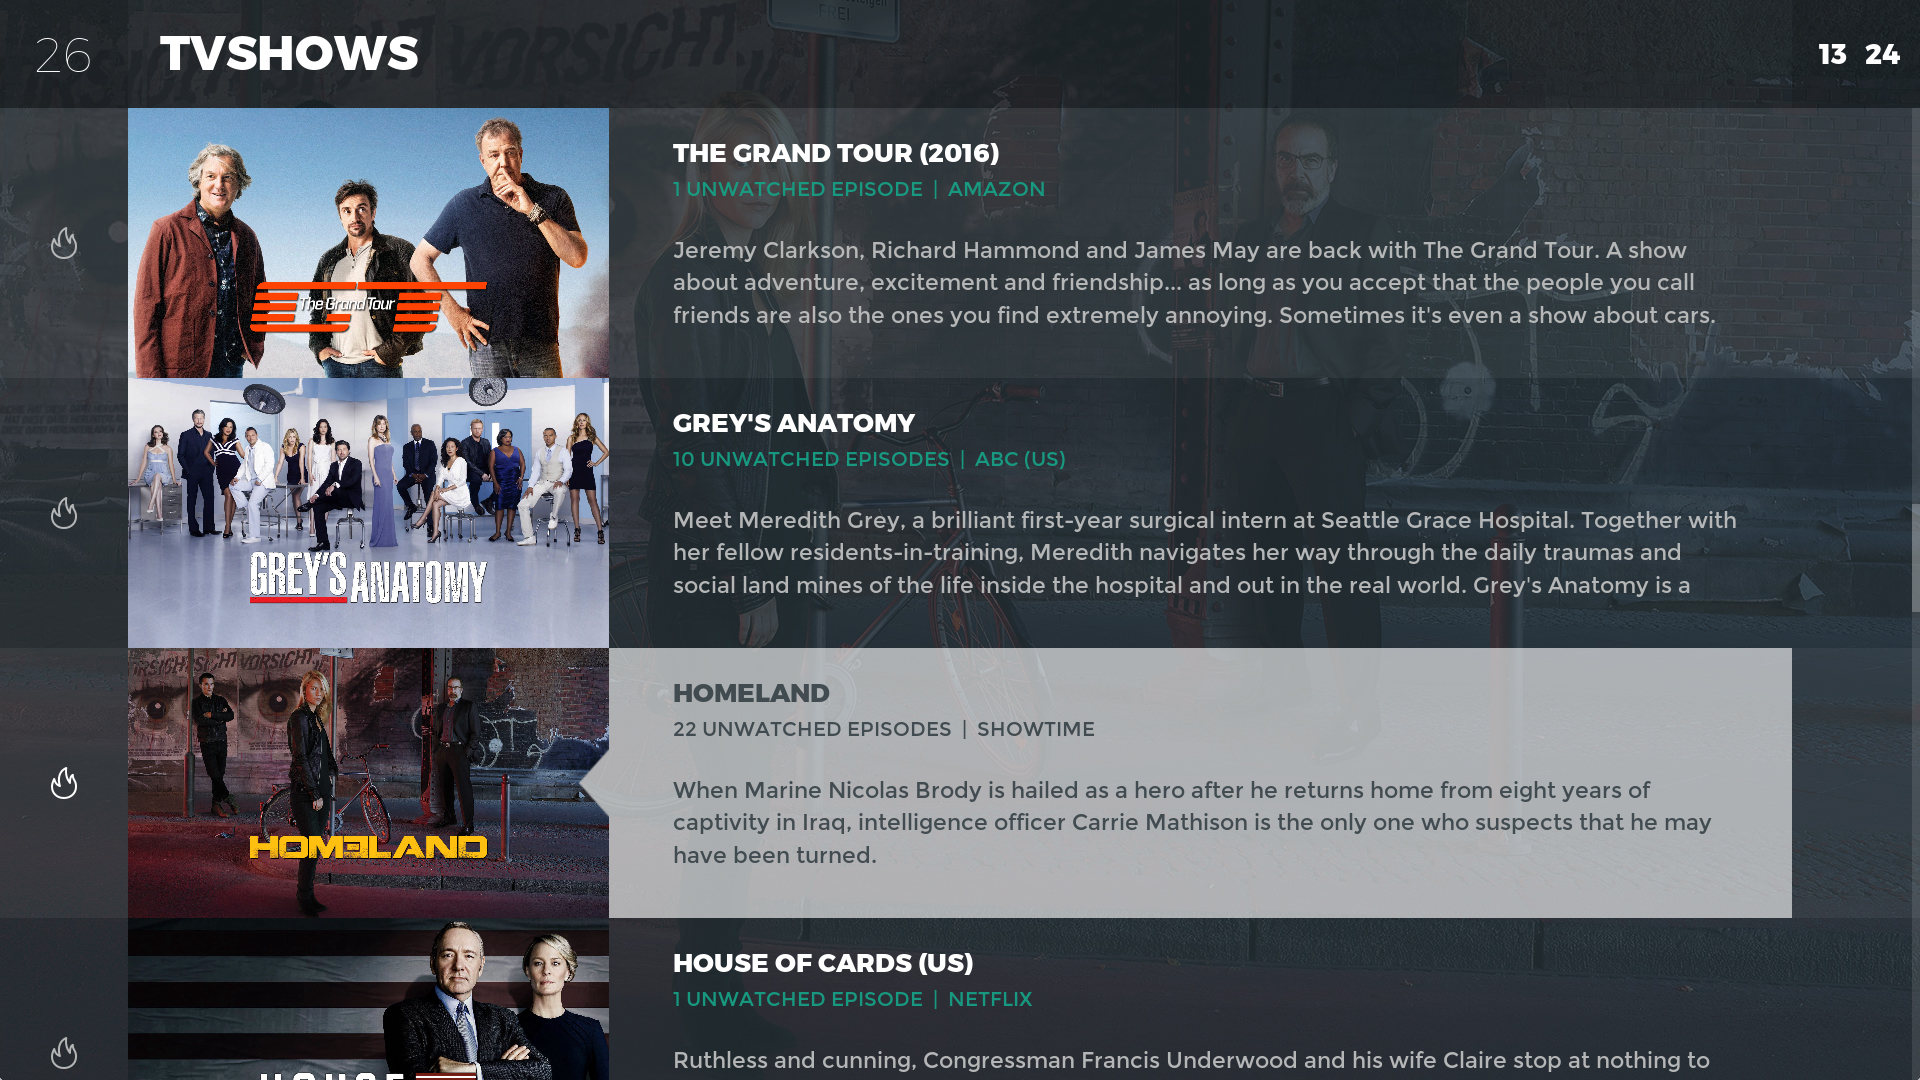 26 TVSHOWS 13 24
VORSICHT
FREI
The Grand Tour
THE GRAND TOUR (2016)
1 UNWATCHED EPISODE | AMAZON
Jeremy Clarkson, Richard Hammond and James May are back with The Grand Tour. A show
about adventure, excitement and friendship... as long as you accept that the people you call
friends are also the ones you find extremely annoying. Sometimes it's even a show about cars.
GREY'S ANATOMY
GREY'S ANATOMY
10 UNWATCHED EPISODES | ABC (US)
Meet Meredith Grey, a brilliant first-year surgical intern at Seattle Grace Hospital. Together with
her fellow residents-in-training, Meredith navigates her way through the daily traumas and
social land mines of the life inside the hospital and out in the real world. Grey's Anatomy is a
VORSICHT
HOMELAND
HOMELAND
22 UNWATCHED EPISODES | SHOWTIME
When Marine Nicolas Brody is hailed as a hero after he returns home from eight years of
captivity in Iraq, intelligence officer Carrie Mathison is the only one who suspects that he may
have been turned.
HOUSE
HOUSE OF CARDS (US)
1 UNWATCHED EPISODE | NETFLIX
Ruthless and cunning, Congressman Francis Underwood and his wife Claire stop at nothing to